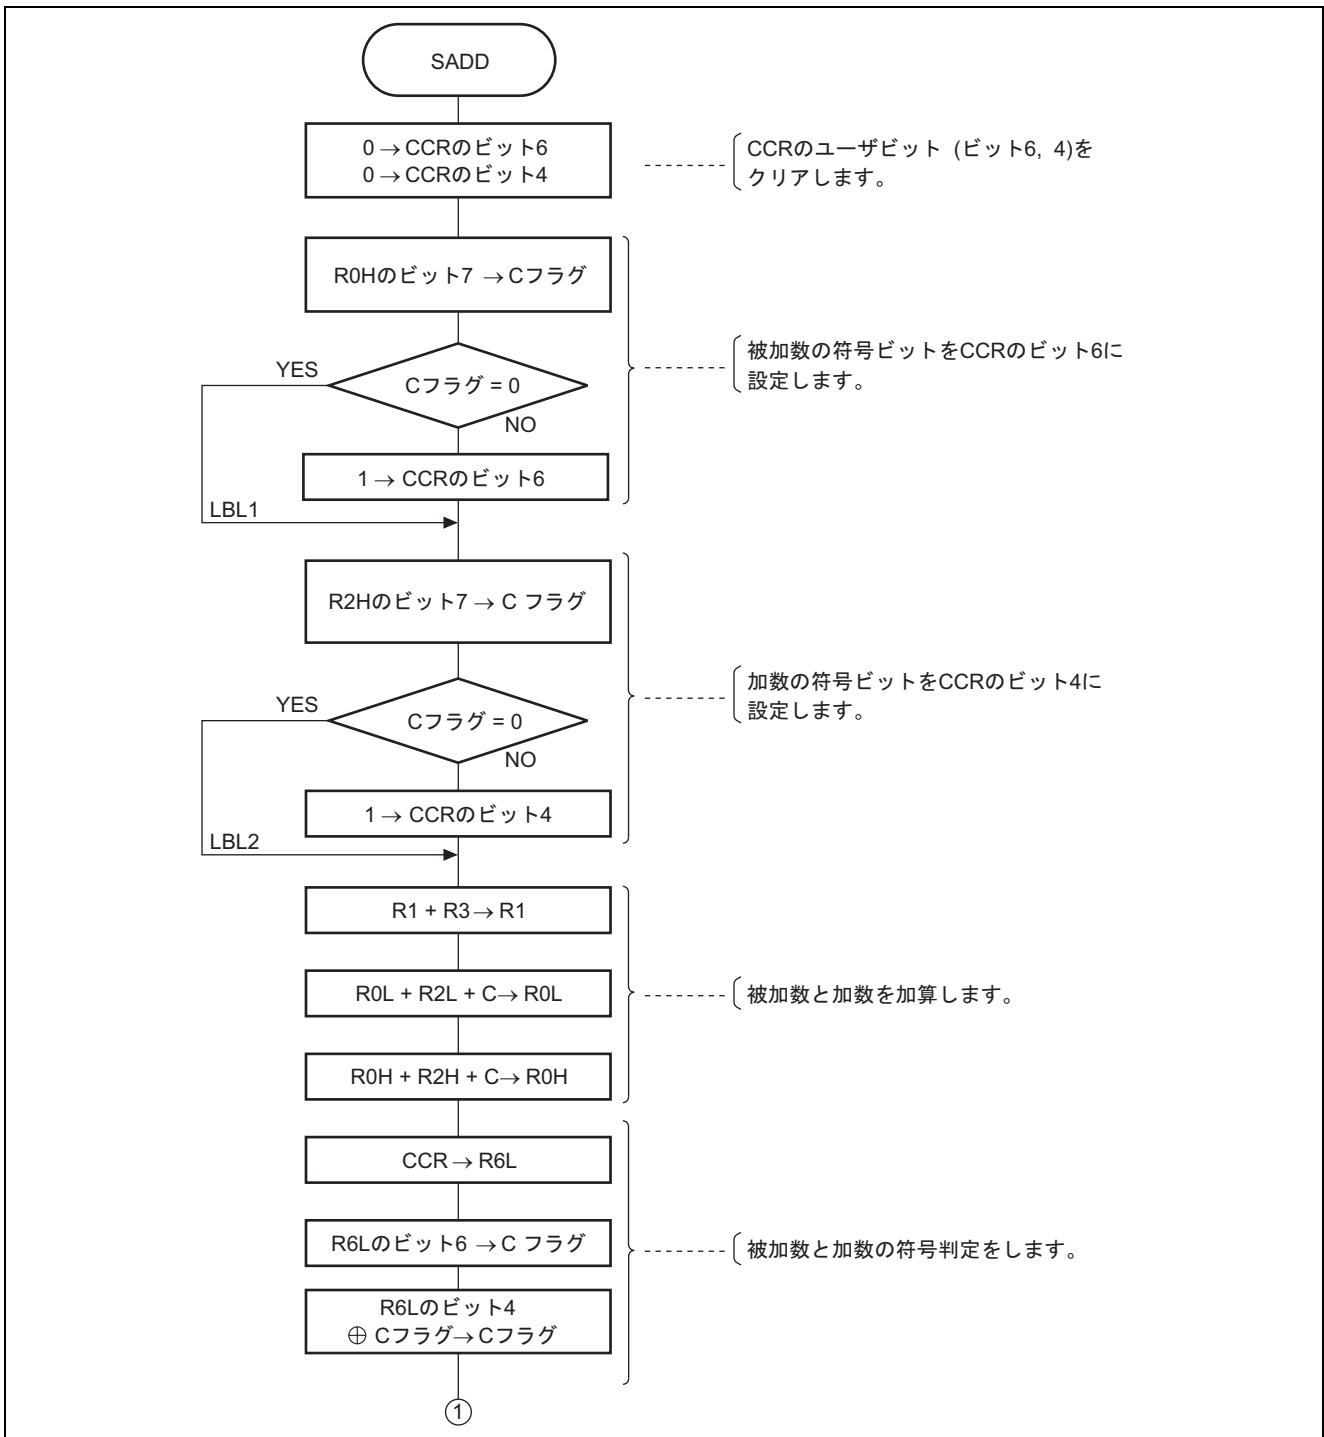 SADD
0 → CCRのビット6
0 → CCRのビット4
CCRのユーザビット (ビット6, 4)を
クリアします。
R0Hのビット7 → Cフラグ
YES
Cフラグ = 0
NO
被加数の符号ビットをCCRのビット6に
設定します。
1 → CCRのビット6
LBL1
R2Hのビット7 → C フラグ
YES
Cフラグ = 0
NO
加数の符号ビットをCCRのビット4に
設定します。
1 → CCRのビット4
LBL2
R1 + R3 → R1
R0L + R2L + C → R0L
被加数と加数を加算します。
R0H + R2H + C → R0H
CCR → R6L
R6Lのビット6 → C フラグ
被加数と加数の符号判定をします。
R6Lのビット4
⊕ Cフラグ → Cフラグ
1